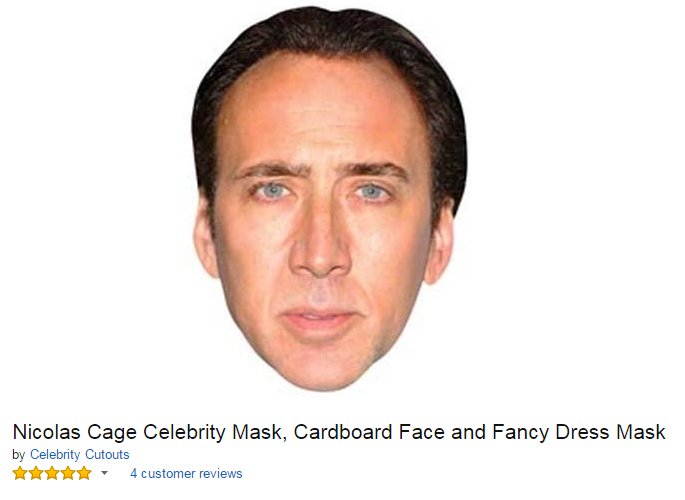 Nicolas Cage Celebrity Mask, Cardboard Face and Fancy Dress Mask
by Celebrity Cutouts
4 customer reviews